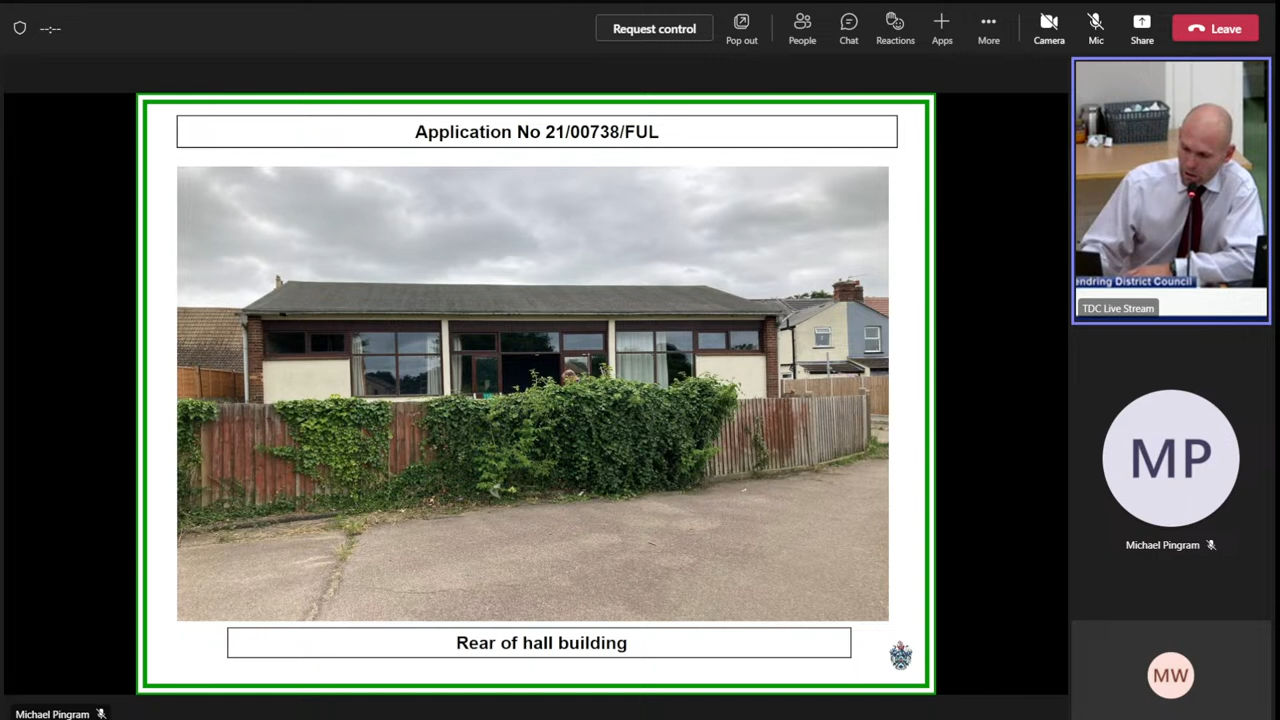 --:--
Request control
Pop out
People
Chat
Reactions
Apps
More
Camera
Mic
Share
Leave
Application No 21/00738/FUL
endring District Council
TDC Live Stream
MP
Michael Pingram
Rear of hall building
MW
Michael Pingram